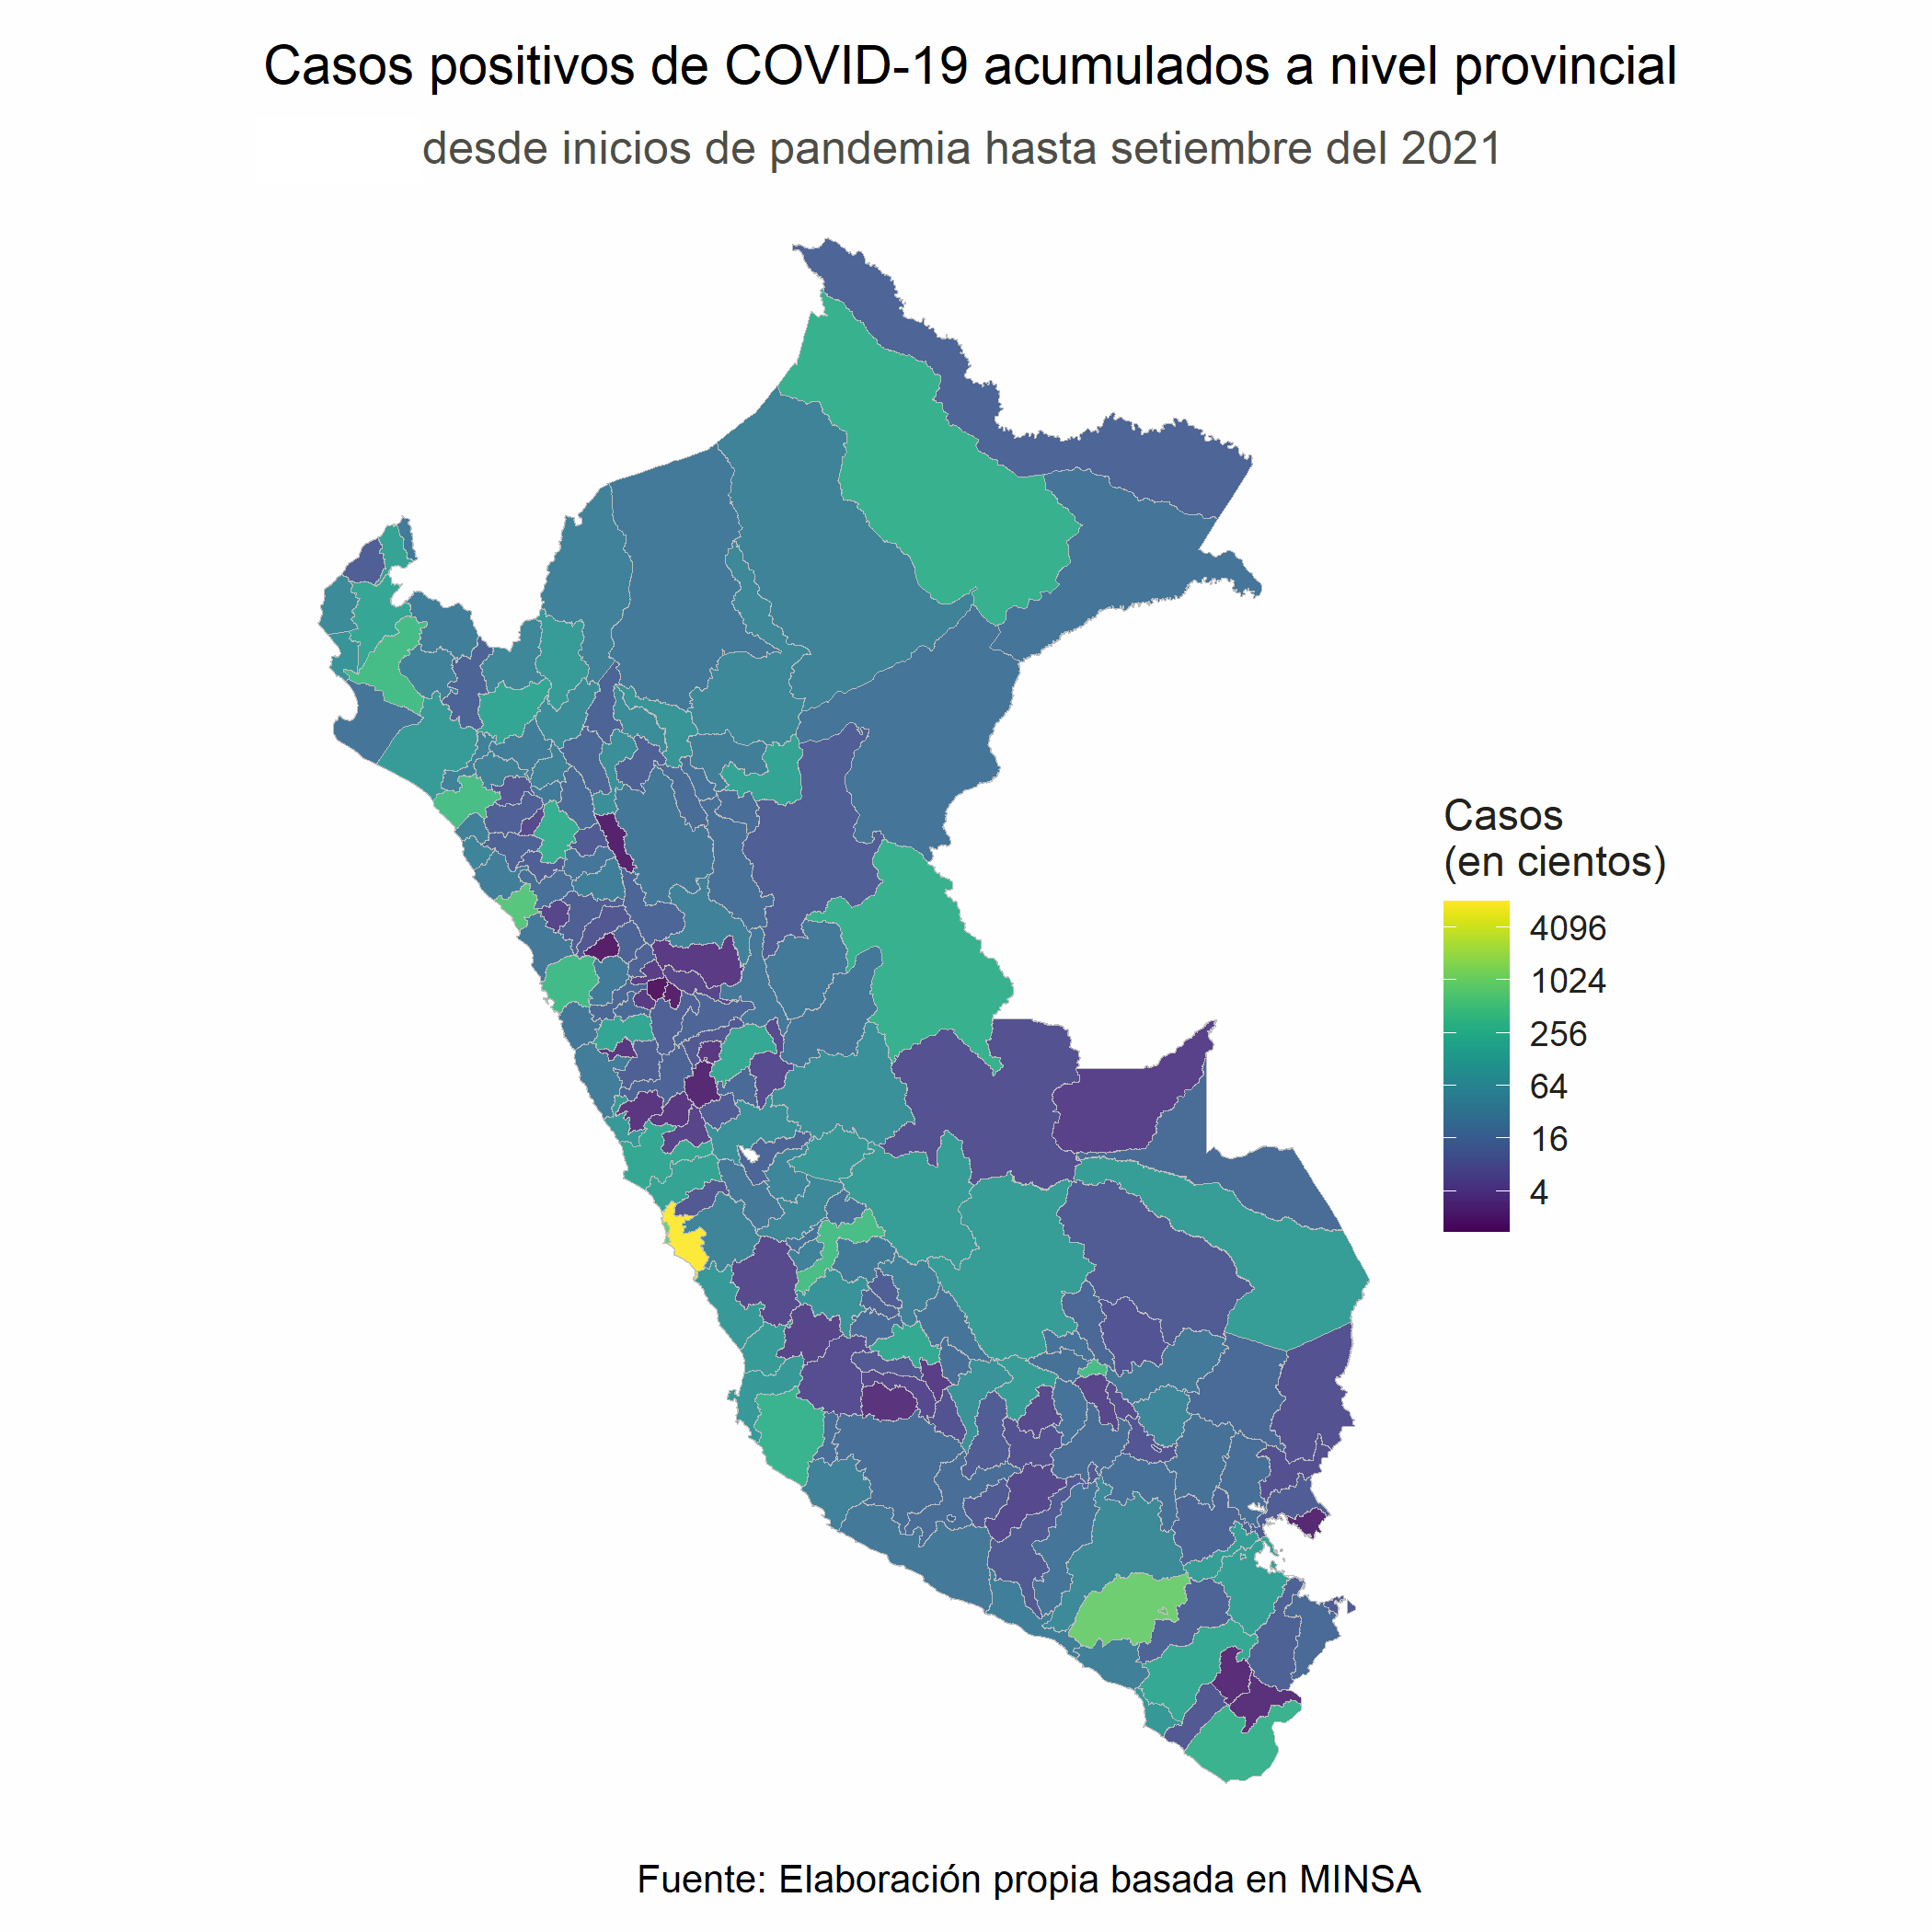 Casos positivos de COVID-19 acumulados a nivel provincial
desde inicios de pandemia hasta setiembre del 2021
Casos
(en cientos)
4096
1024
256
64
16
4
Fuente: Elaboración propia basada en MINSA